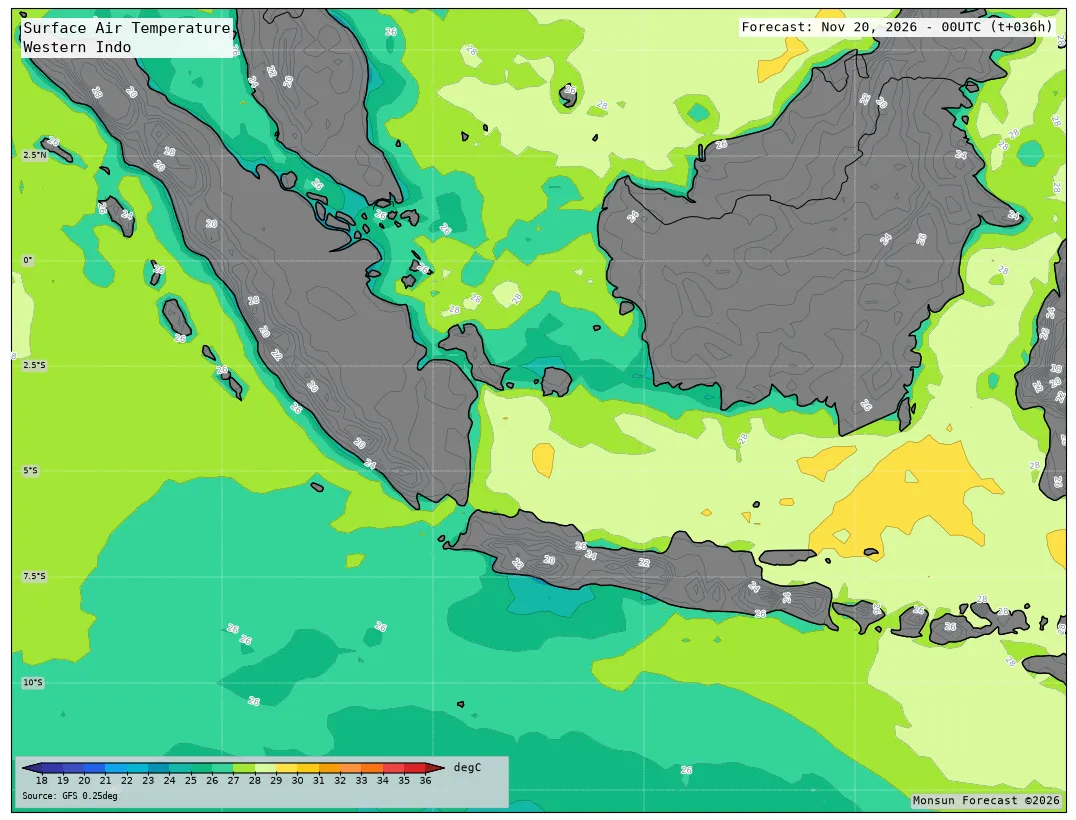 Surface Air Temperature
Western Indo
Forecast: Nov 20, 2026 - 00UTC (t+036h)
2.5°N
0°
2.5°S
5°S
7.5°S
10°S
18 19 20 21 22 23 24 25 26 27 28 29 30 31 32 33 34 35 36 degC
Source: GFS 0.25deg
Monsun Forecast ©2026